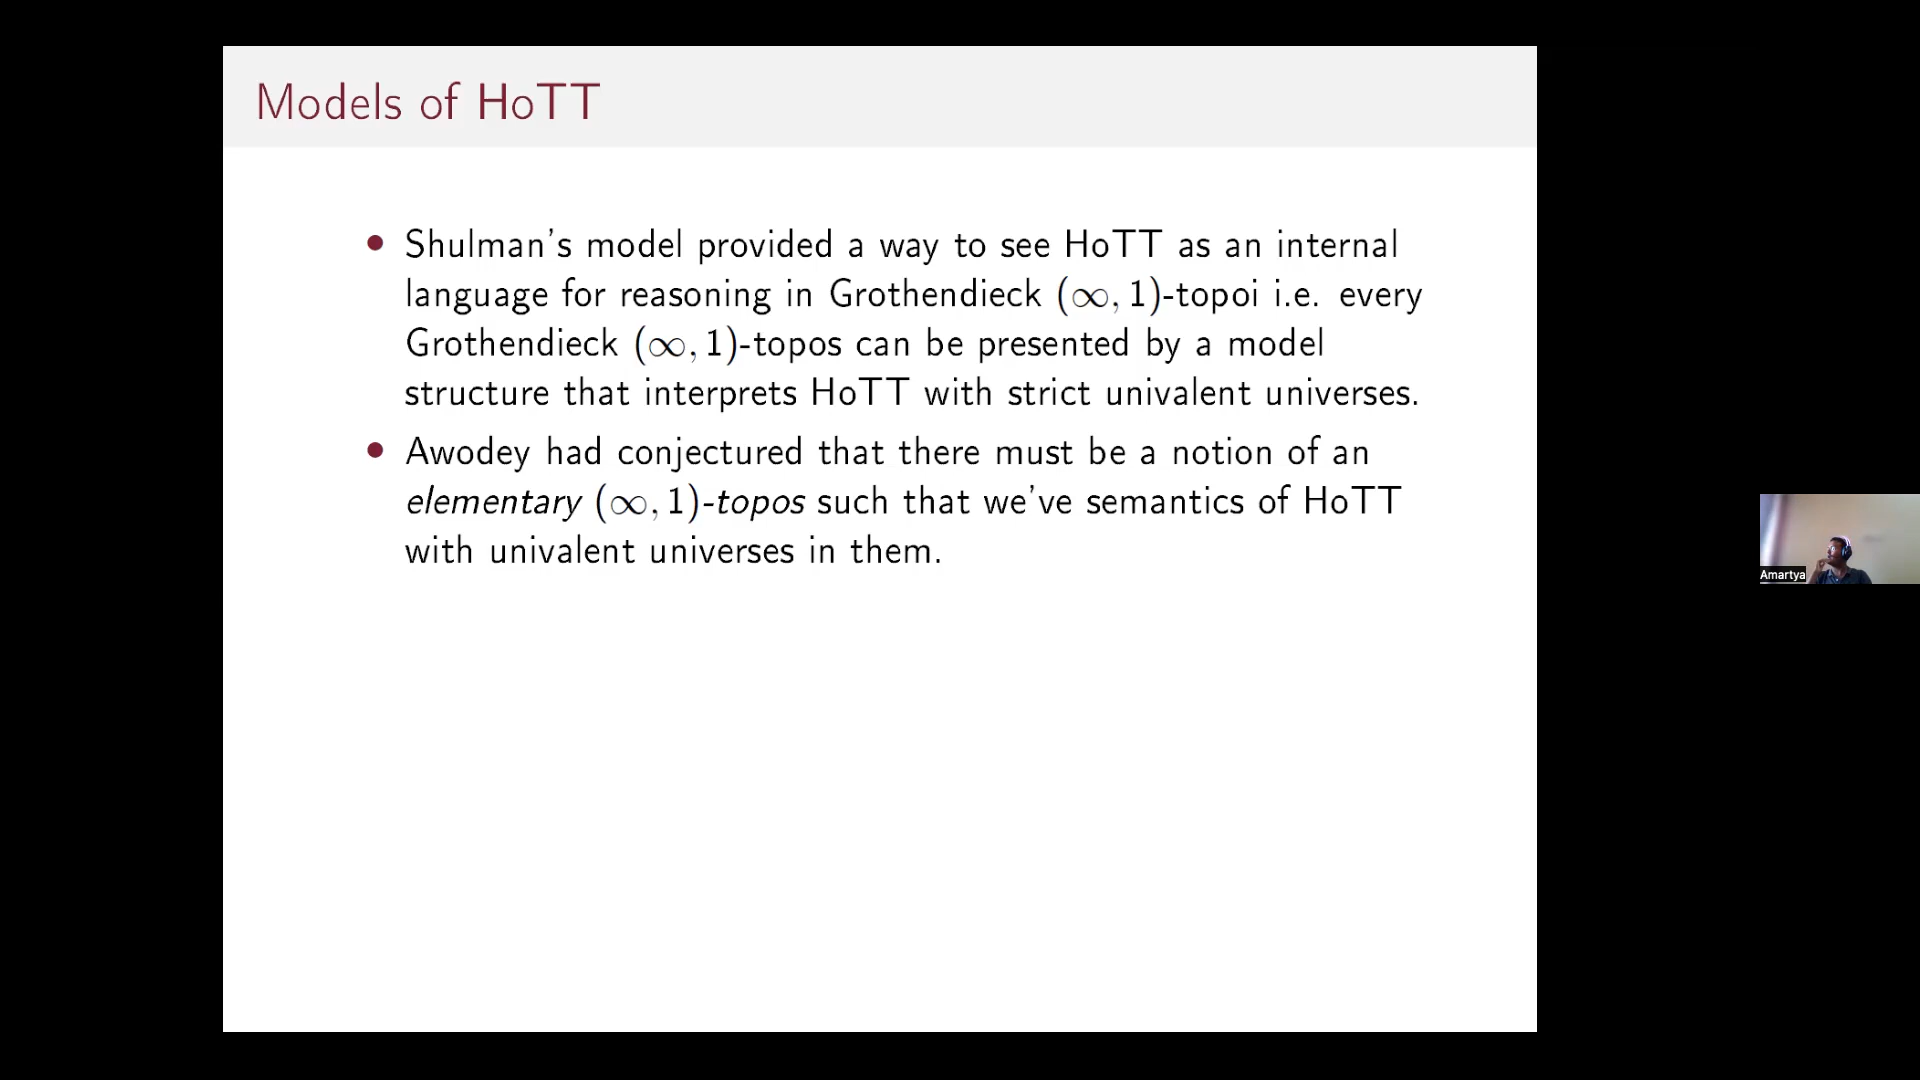 Models of HoTT
• Shulman's model provided a way to see HoTT as an internal
language for reasoning in Grothendieck (∞, 1)-topoi i.e. every
Grothendieck (∞, 1)-topos can be presented by a model
structure that interprets HoTT with strict univalent universes.
• Awodey had conjectured that there must be a notion of an
elementary (∞, 1)-topos such that we've semantics of HoTT
with univalent universes in them.
Amartya